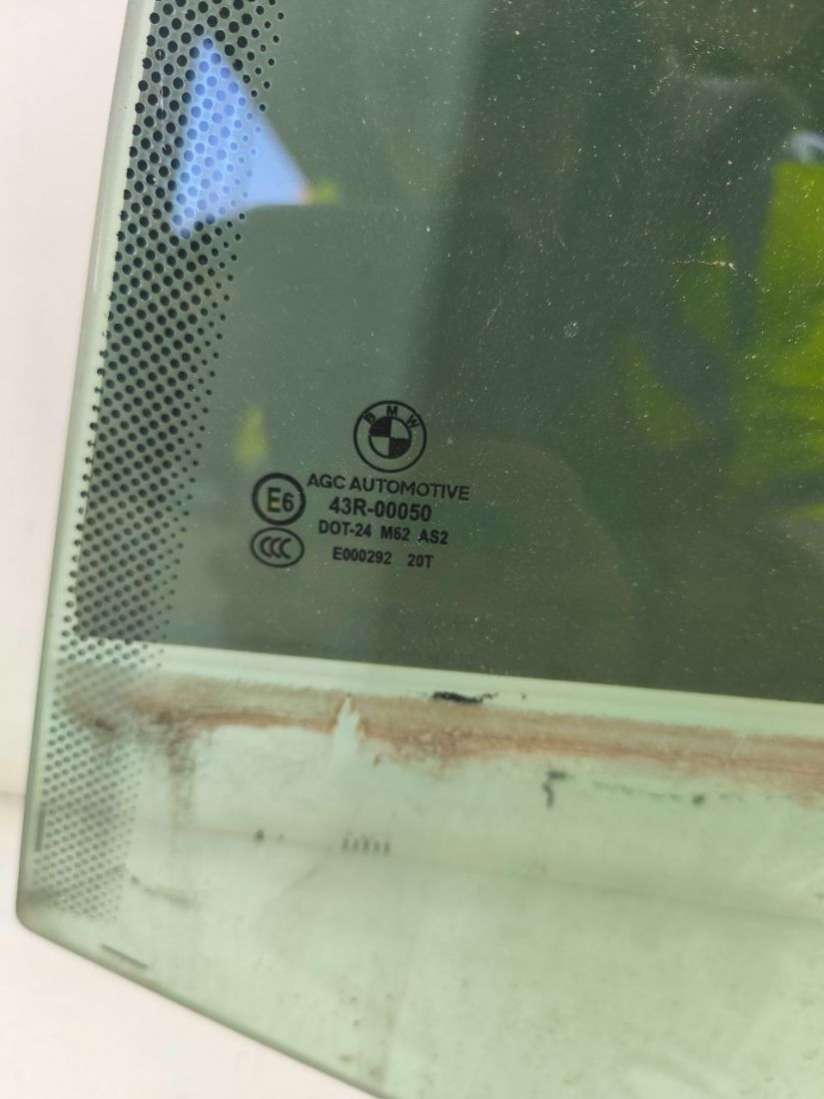 BMW
AGC AUTOMOTIVE
E6 43R-00050
DOT-24 M62 AS2
CCC E000292 20T